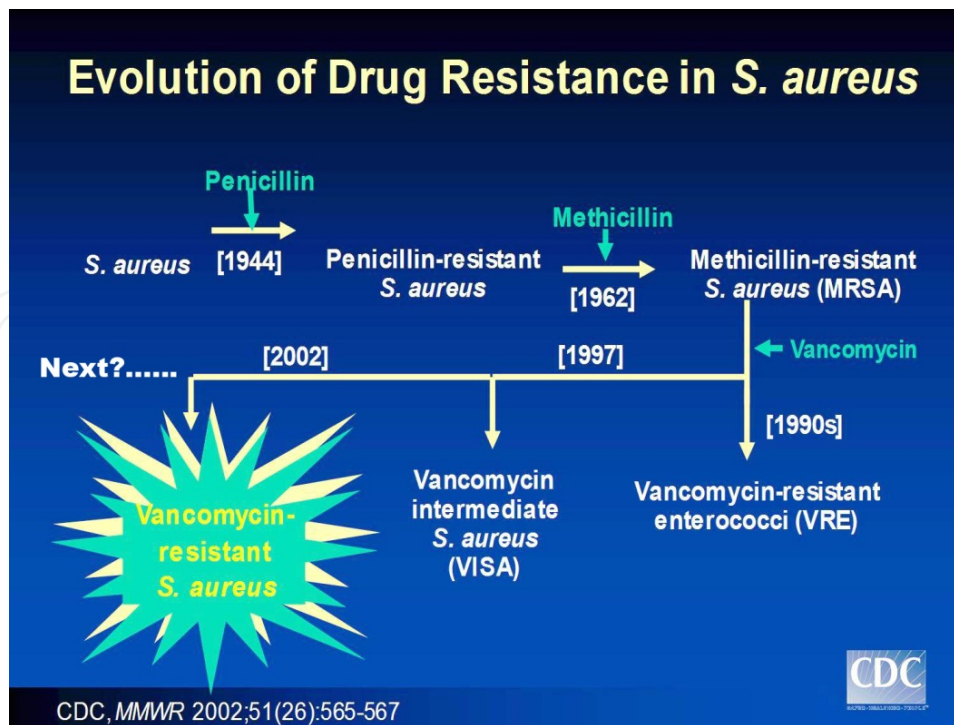 Evolution of Drug Resistance in S. aureus
Penicillin
Methicillin
S. aureus
[1944]
Penicillin-resistant
S. aureus
[1962]
Methicillin-resistant
S. aureus (MRSA)
Vancomycin
Next?......
[2002]
[1997]
[1990s]
Vancomycin-
resistant
S. aureus
Vancomycin
intermediate
S. aureus
(VISA)
Vancomycin-resistant
enterococci (VRE)
CDC
CDC, MMWR 2002;51(26):565-567